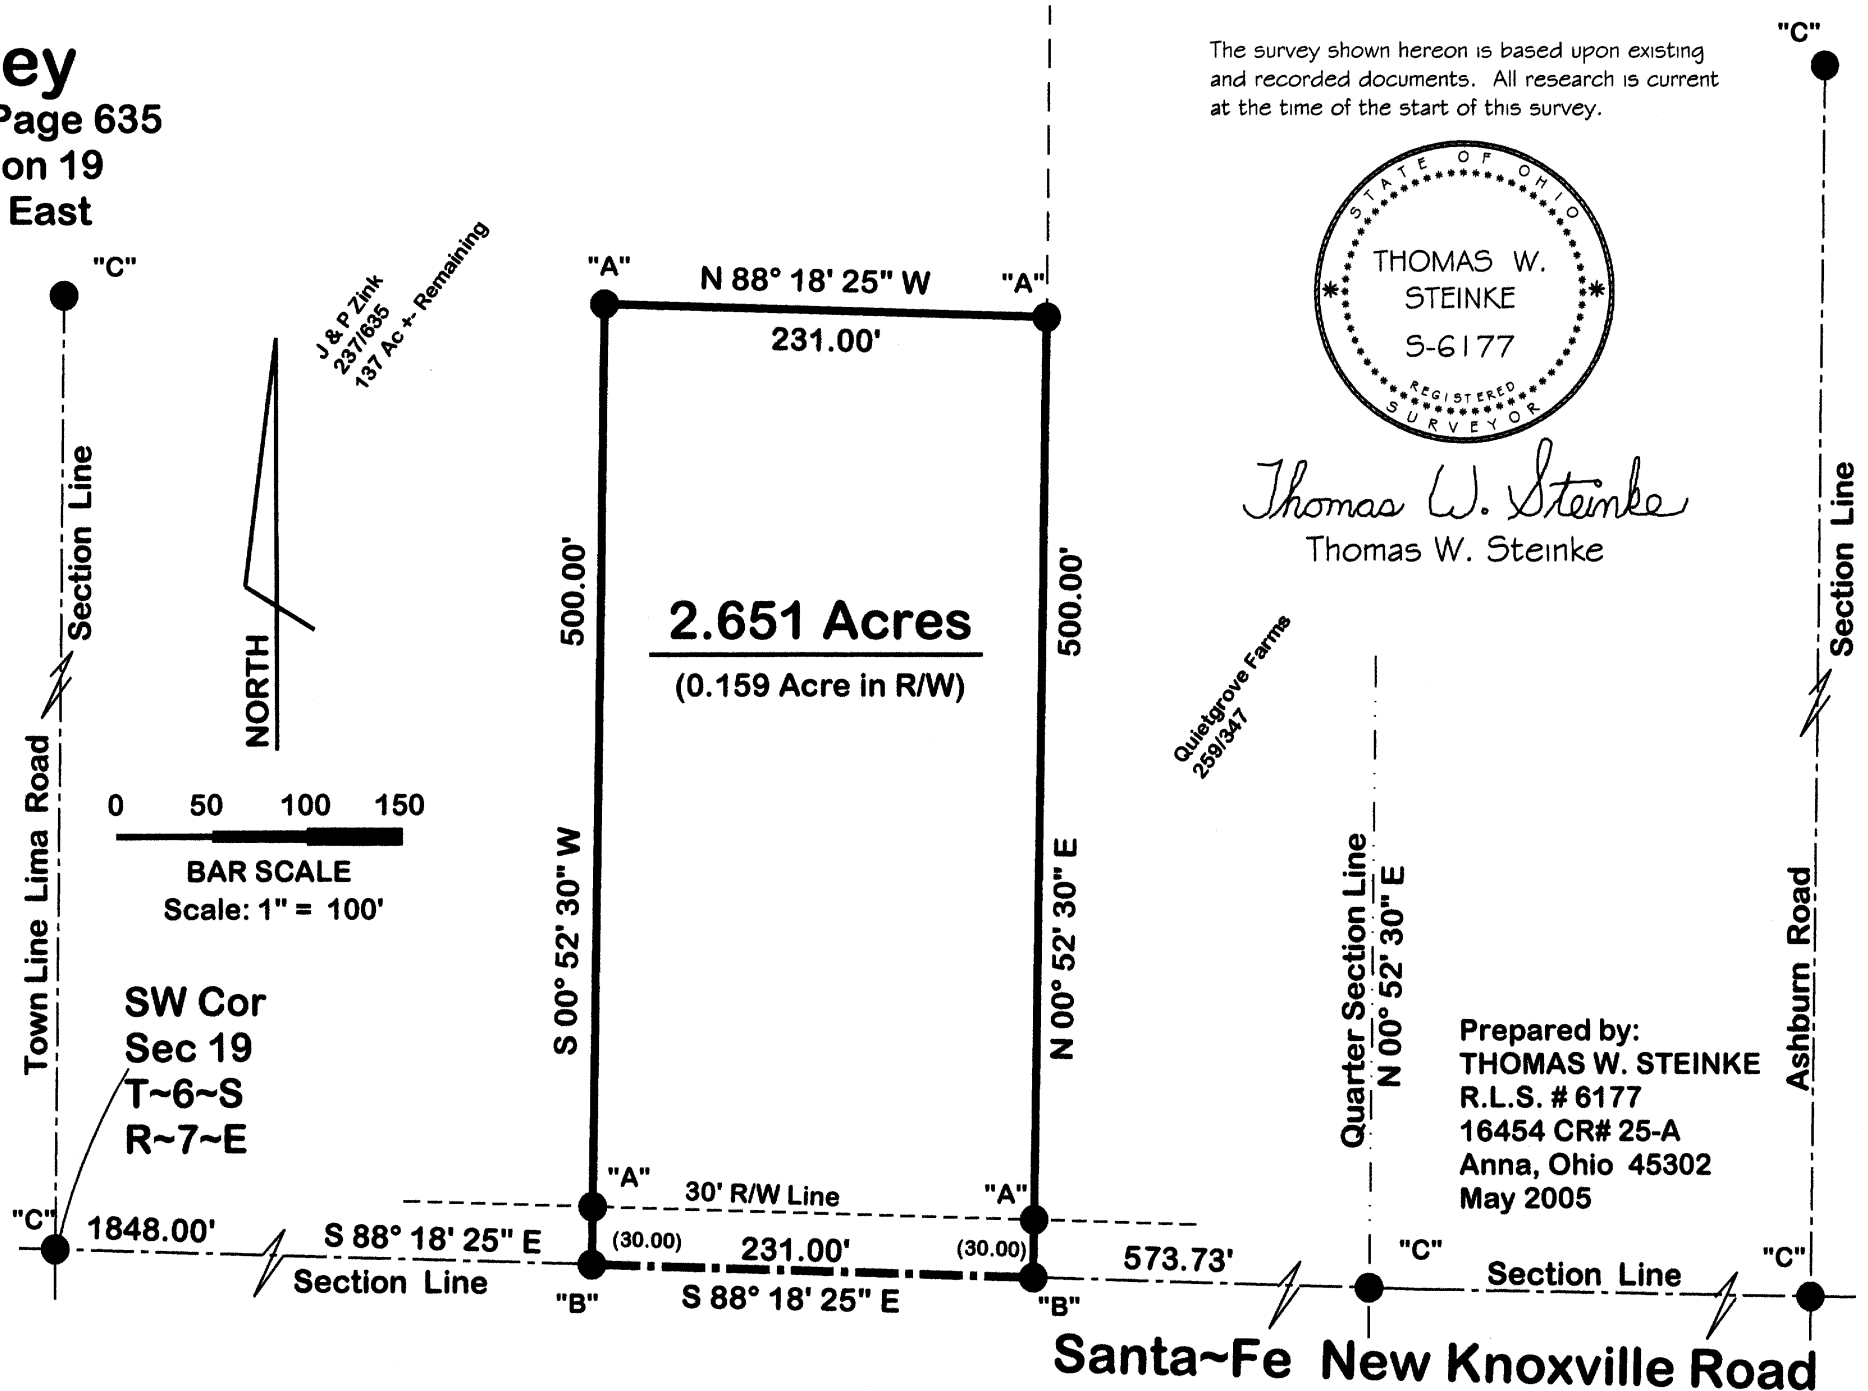 ey
Page 635
on 19
East
"C"
J & P Zink
237/635
137 Ac +- Remaining
"A"
N 88° 18' 25" W
"A"
231.00'
The survey shown hereon is based upon existing
and recorded documents. All research is current
at the time of the start of this survey.
"C"
STATE OF OHIO
THOMAS W.
STEINKE
S-6177
REGISTERED
SURVEYOR
Thomas W. Steinke
Thomas W. Steinke
Section Line
Town Line Lima Road
NORTH
0 50 100 150
BAR SCALE
Scale: 1" = 100'
SW Cor
Sec 19
T~6~S
R~7~E
500.00'
S 00° 52' 30" W
2.651 Acres
(0.159 Acre in R/W)
500.00'
N 00° 52' 30" E
Quietgrove Farms
259/347
Quarter Section Line
N 00° 52' 30" E
Section Line
Ashburn Road
Prepared by:
THOMAS W. STEINKE
R.L.S. # 6177
16454 CR# 25-A
Anna, Ohio 45302
May 2005
"A"
30' R/W Line
"A"
"C"
1848.00'
S 88° 18' 25" E
Section Line
(30.00)
231.00'
(30.00)
573.73'
"C"
Section Line
"C"
"B"
S 88° 18' 25" E
"B"
Santa~Fe New Knoxville Road